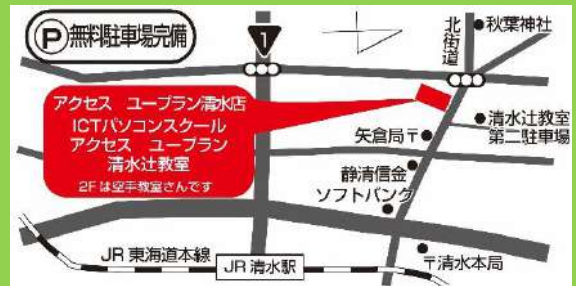 P 無料駐車場完備
1
北街道
秋葉神社
アクセス ユープラン清水店
ICTパソコンスクール
アクセス ユープラン
清水辻教室
2Fは空手教室さんです
清水辻教室
第二駐車場
矢倉局〒
静清信金
ソフトバンク
JR東海道本線
JR清水駅
〒清水本局